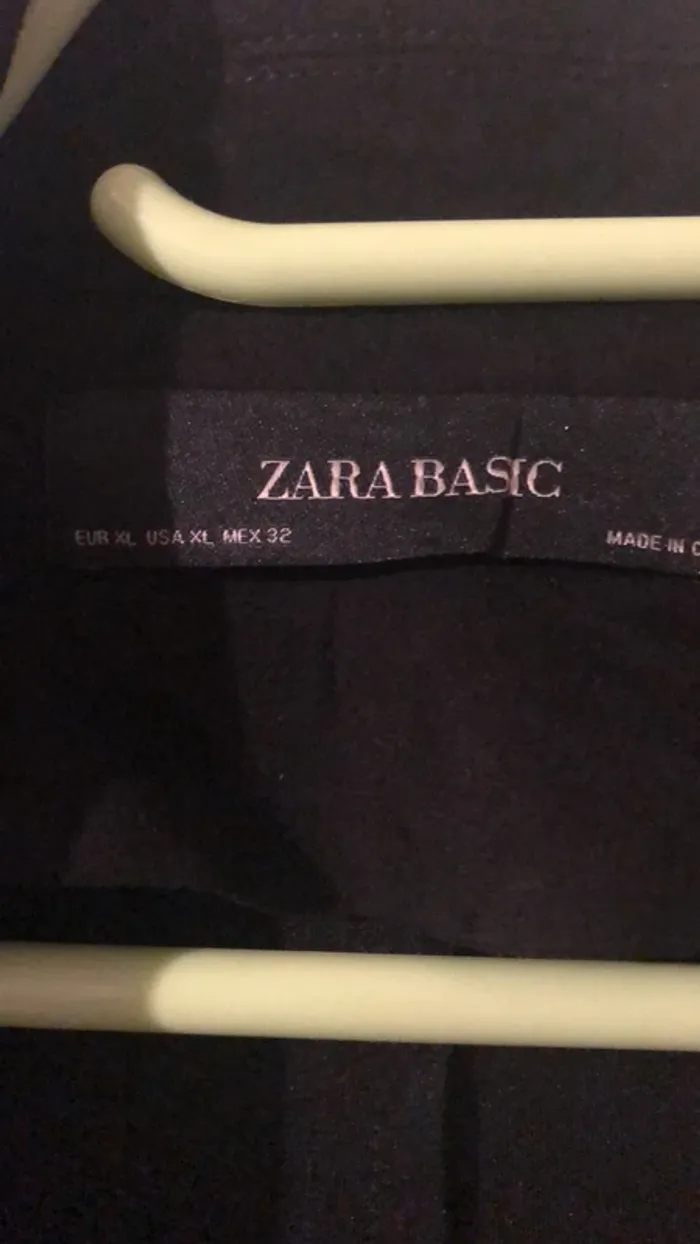 ZARA BASIC
EUR XL USA XL MEX 32 MADE IN